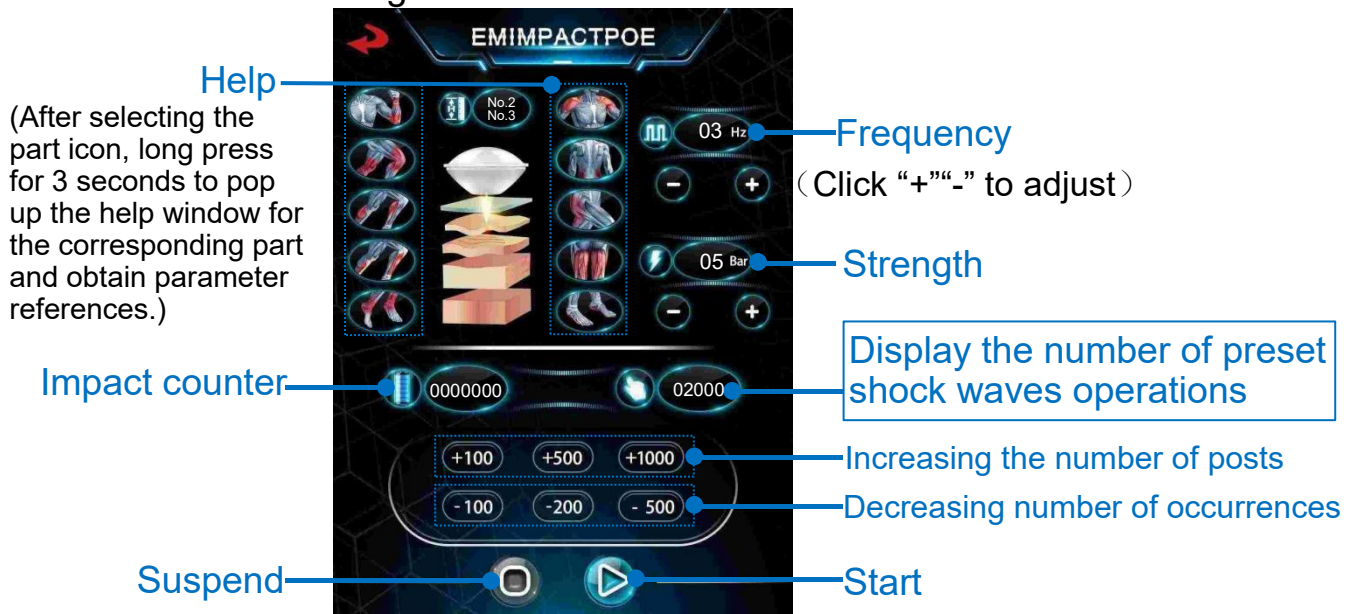 EMIMPACTPOE
Help
(After selecting the
part icon, long press
for 3 seconds to pop
up the help window for
the corresponding part
and obtain parameter
references.)
No.2
No.3
H
03 Hz
Frequency
（Click “+”“-” to adjust）
-
+
05 Bar
Strength
-
+
Impact counter
0000000
02000
Display the number of preset
shock waves operations
+100 +500 +1000
Increasing the number of posts
-100 -200 - 500
Decreasing number of occurrences
Suspend
Start